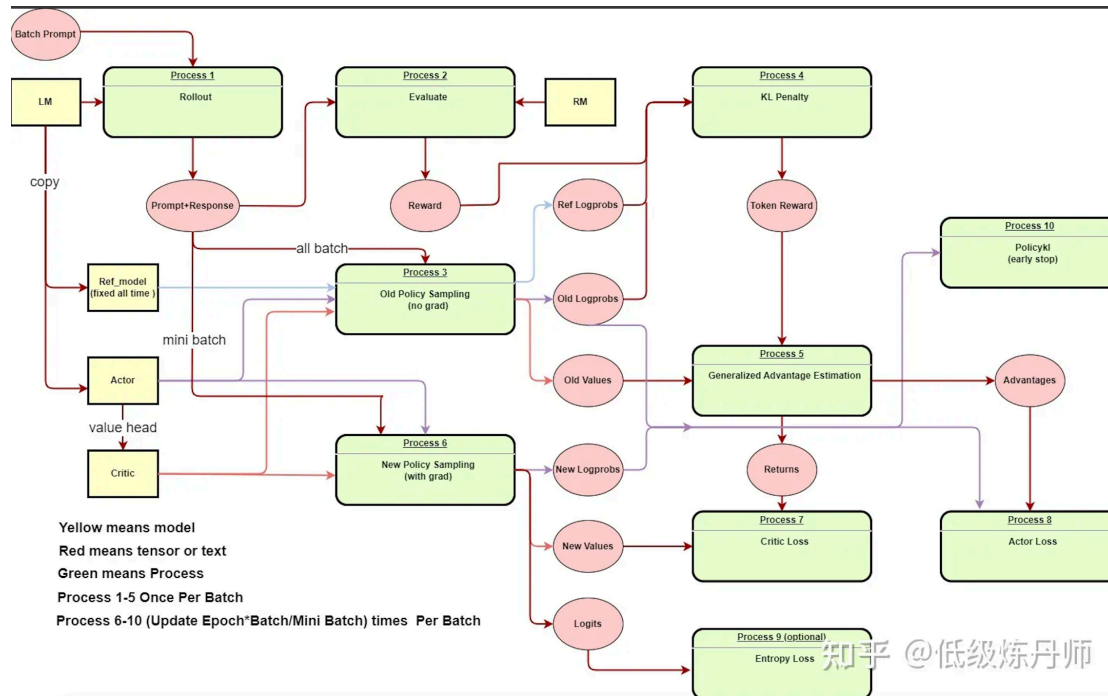 Batch Prompt
Process 1
Rollout
Process 2
Evaluate
Process 4
KL Penalty
LM
RM
copy
Prompt+Response
Reward
Ref Logprobs
Token Reward
all batch
Process 10
Policykl
(early stop)
Ref_model
(fixed all time )
Process 3
Old Policy Sampling
(no grad)
Old Logprobs
mini batch
Process 5
Generalized Advantage Estimation
Actor
Old Values
Advantages
value head
Process 6
New Policy Sampling
(with grad)
Critic
New Logprobs
Returns
Process 7
Critic Loss
Process 8
Actor Loss
Yellow means model
Red means tensor or text
Green means Process
Process 1-5 Once Per Batch
Process 6-10 (Update Epoch*Batch/Mini Batch) times  Per Batch
New Values
Logits
Process 9 (optional)
Entropy Loss
知乎 @低级炼丹师